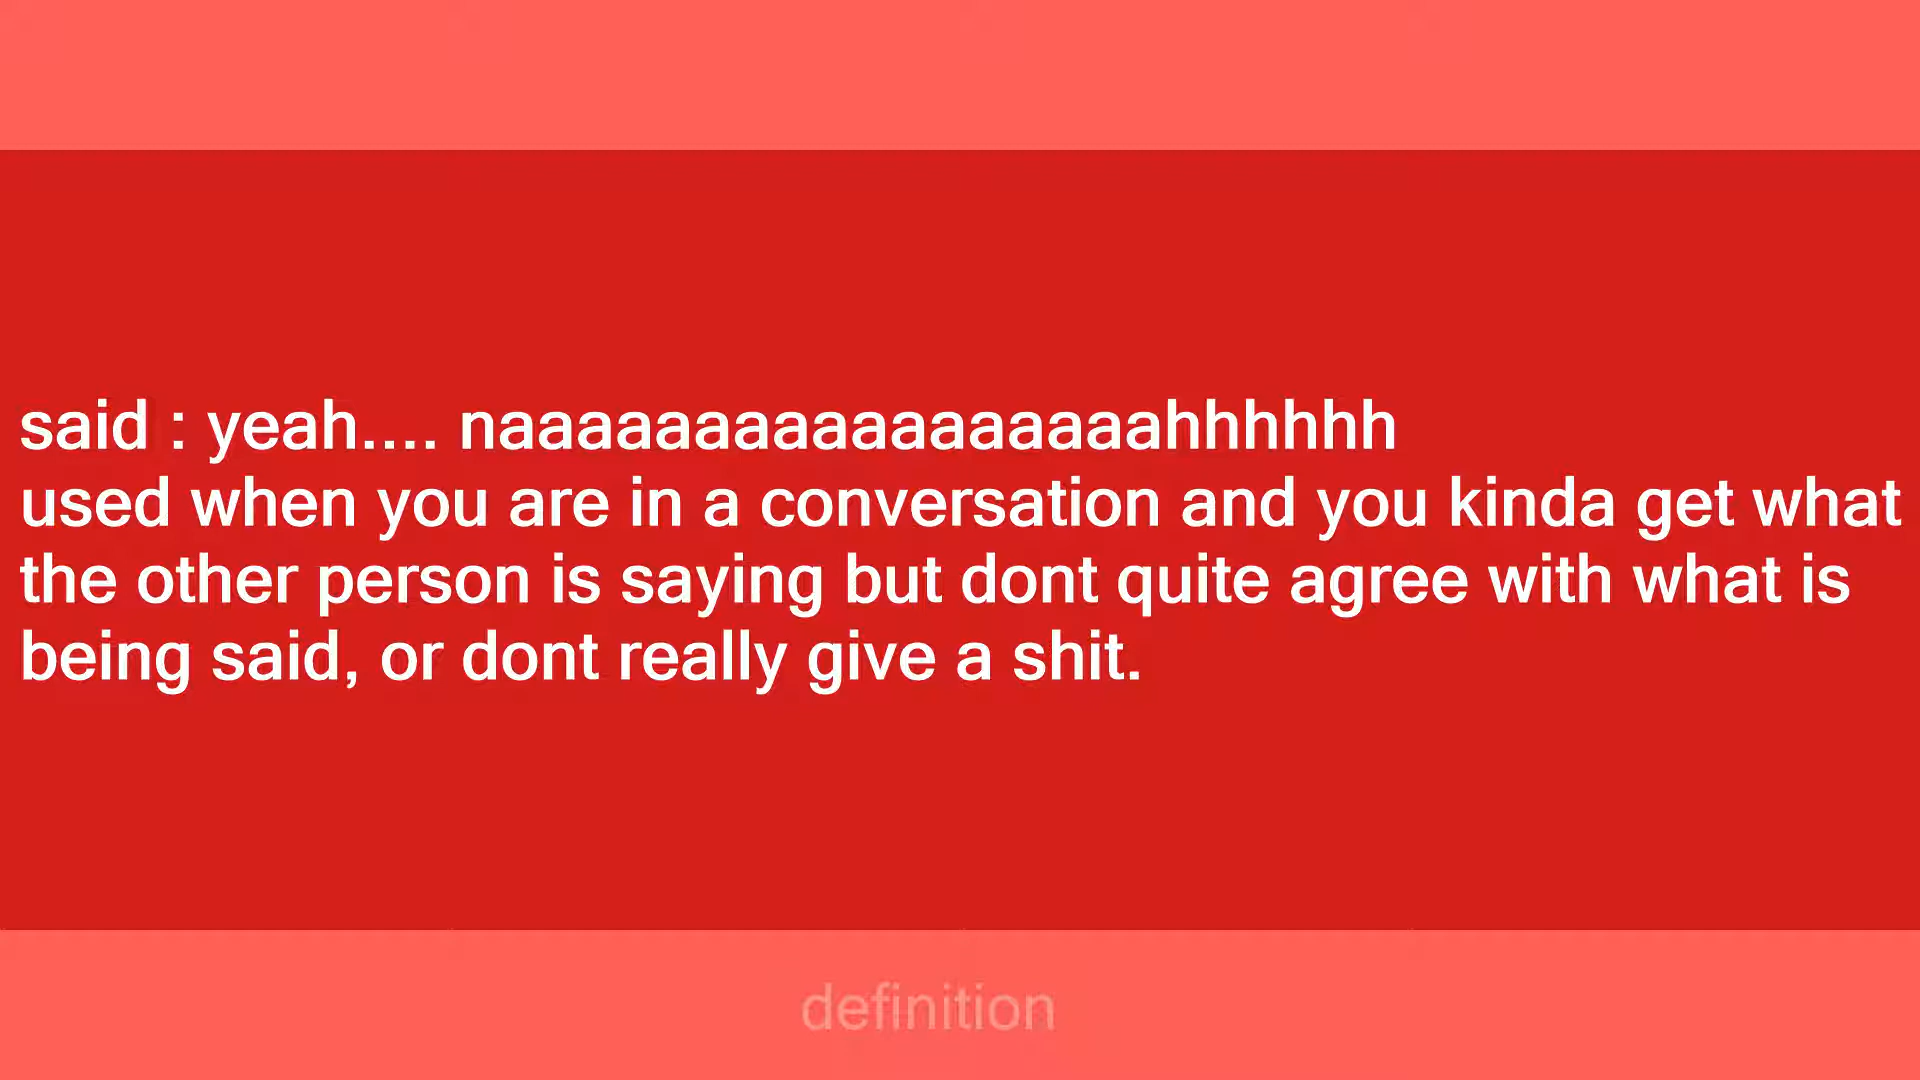 said : yeah.... naaaaaaaaaaaaaaaaaahhhhhh
used when you are in a conversation and you kinda get what
the other person is saying but dont quite agree with what is
being said, or dont really give a shit.
definition